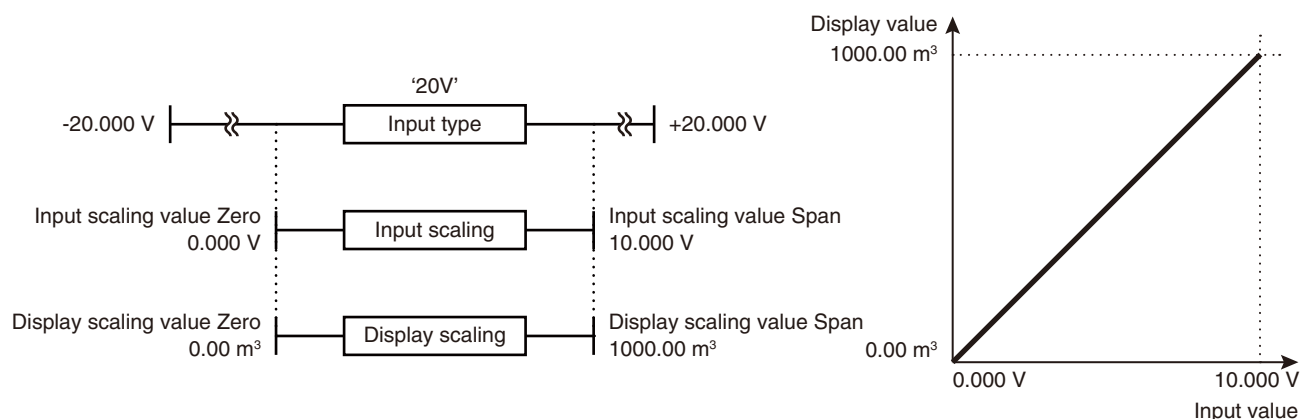 ‘20V’
-20.000 V
Input type
+20.000 V
Input scaling value Zero
0.000 V
Input scaling
Input scaling value Span
10.000 V
Display scaling value Zero
0.00 m³
Display scaling
Display scaling value Span
1000.00 m³
Display value
1000.00 m³
0.00 m³
0.000 V
10.000 V
Input value